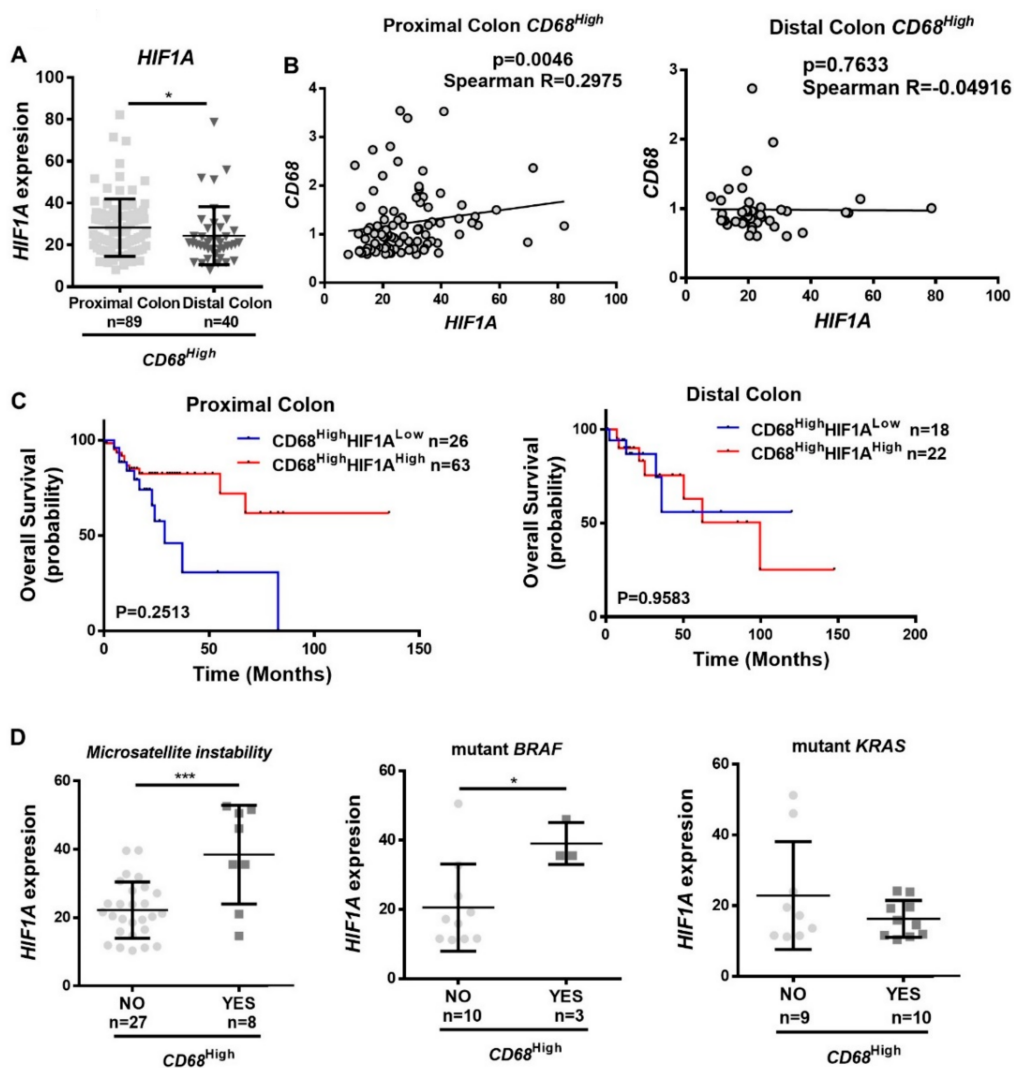 A
HIF1A
*
HIF1A expresion
100
80
60
40
20
0
Proximal Colon
n=89
Distal Colon
n=40
CD68High
B
Proximal Colon CD68High
p=0.0046
Spearman R=0.2975
CD68
4
3
2
1
0
0 20 40 60 80 100
HIF1A
Distal Colon CD68High
p=0.7633
Spearman R=-0.04916
CD68
3
2
1
0
0 20 40 60 80 100
HIF1A
C
Proximal Colon
CD68HighHIF1ALow n=26
CD68HighHIF1AHigh n=63
Overall Survival
(probability)
100
50
0
P=0.2513
0 50 100 150
Time (Months)
Distal Colon
CD68HighHIF1ALow n=18
CD68HighHIF1AHigh n=22
Overall Survival
(probability)
100
50
0
P=0.9583
0 50 100 150 200
Time (Months)
D
Microsatellite instability
***
HIF1A expresion
60
40
20
0
NO
n=27
YES
n=8
CD68High
mutant BRAF
*
HIF1A expresion
60
40
20
0
NO
n=10
YES
n=3
CD68High
mutant KRAS
HIF1A expresion
60
40
20
0
NO
n=9
YES
n=10
CD68High